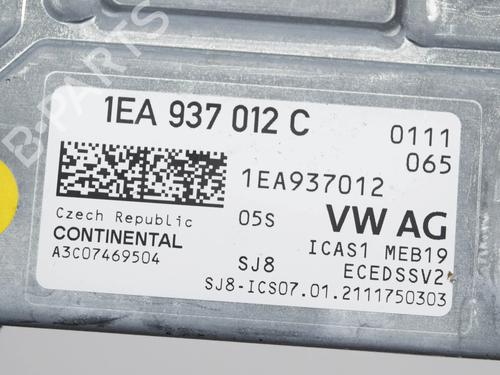 1EA 937 012 C
0111
065
1EA937012
Czech Republic
05S
VW AG
CONTINENTAL
ICAS1 MEB19
A3C07469504
SJ8
ECEDSSV2
SJ8-ICS07.01.2111750303
B-PARTS